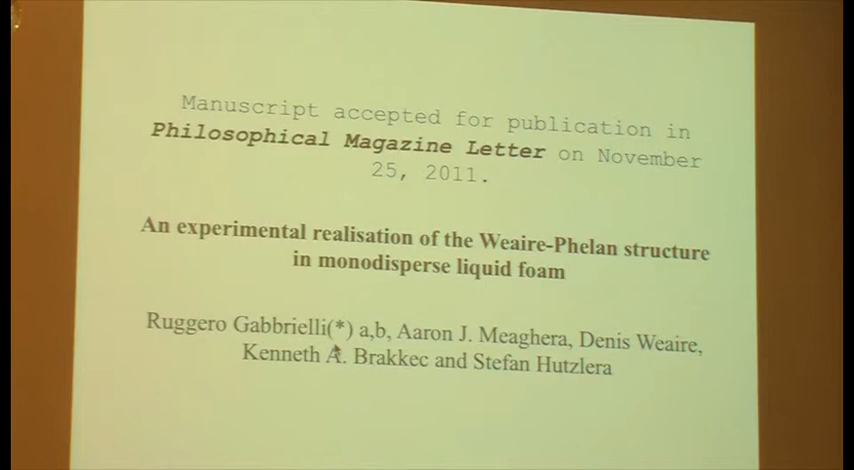 Manuscript accepted for publication in
Philosophical Magazine Letter on November
25, 2011.
An experimental realisation of the Weaire-Phelan structure
in monodisperse liquid foam
Ruggero Gabbrielli(*) a,b, Aaron J. Meaghera, Denis Weaire,
Kenneth A. Brakkec and Stefan Hutzlera